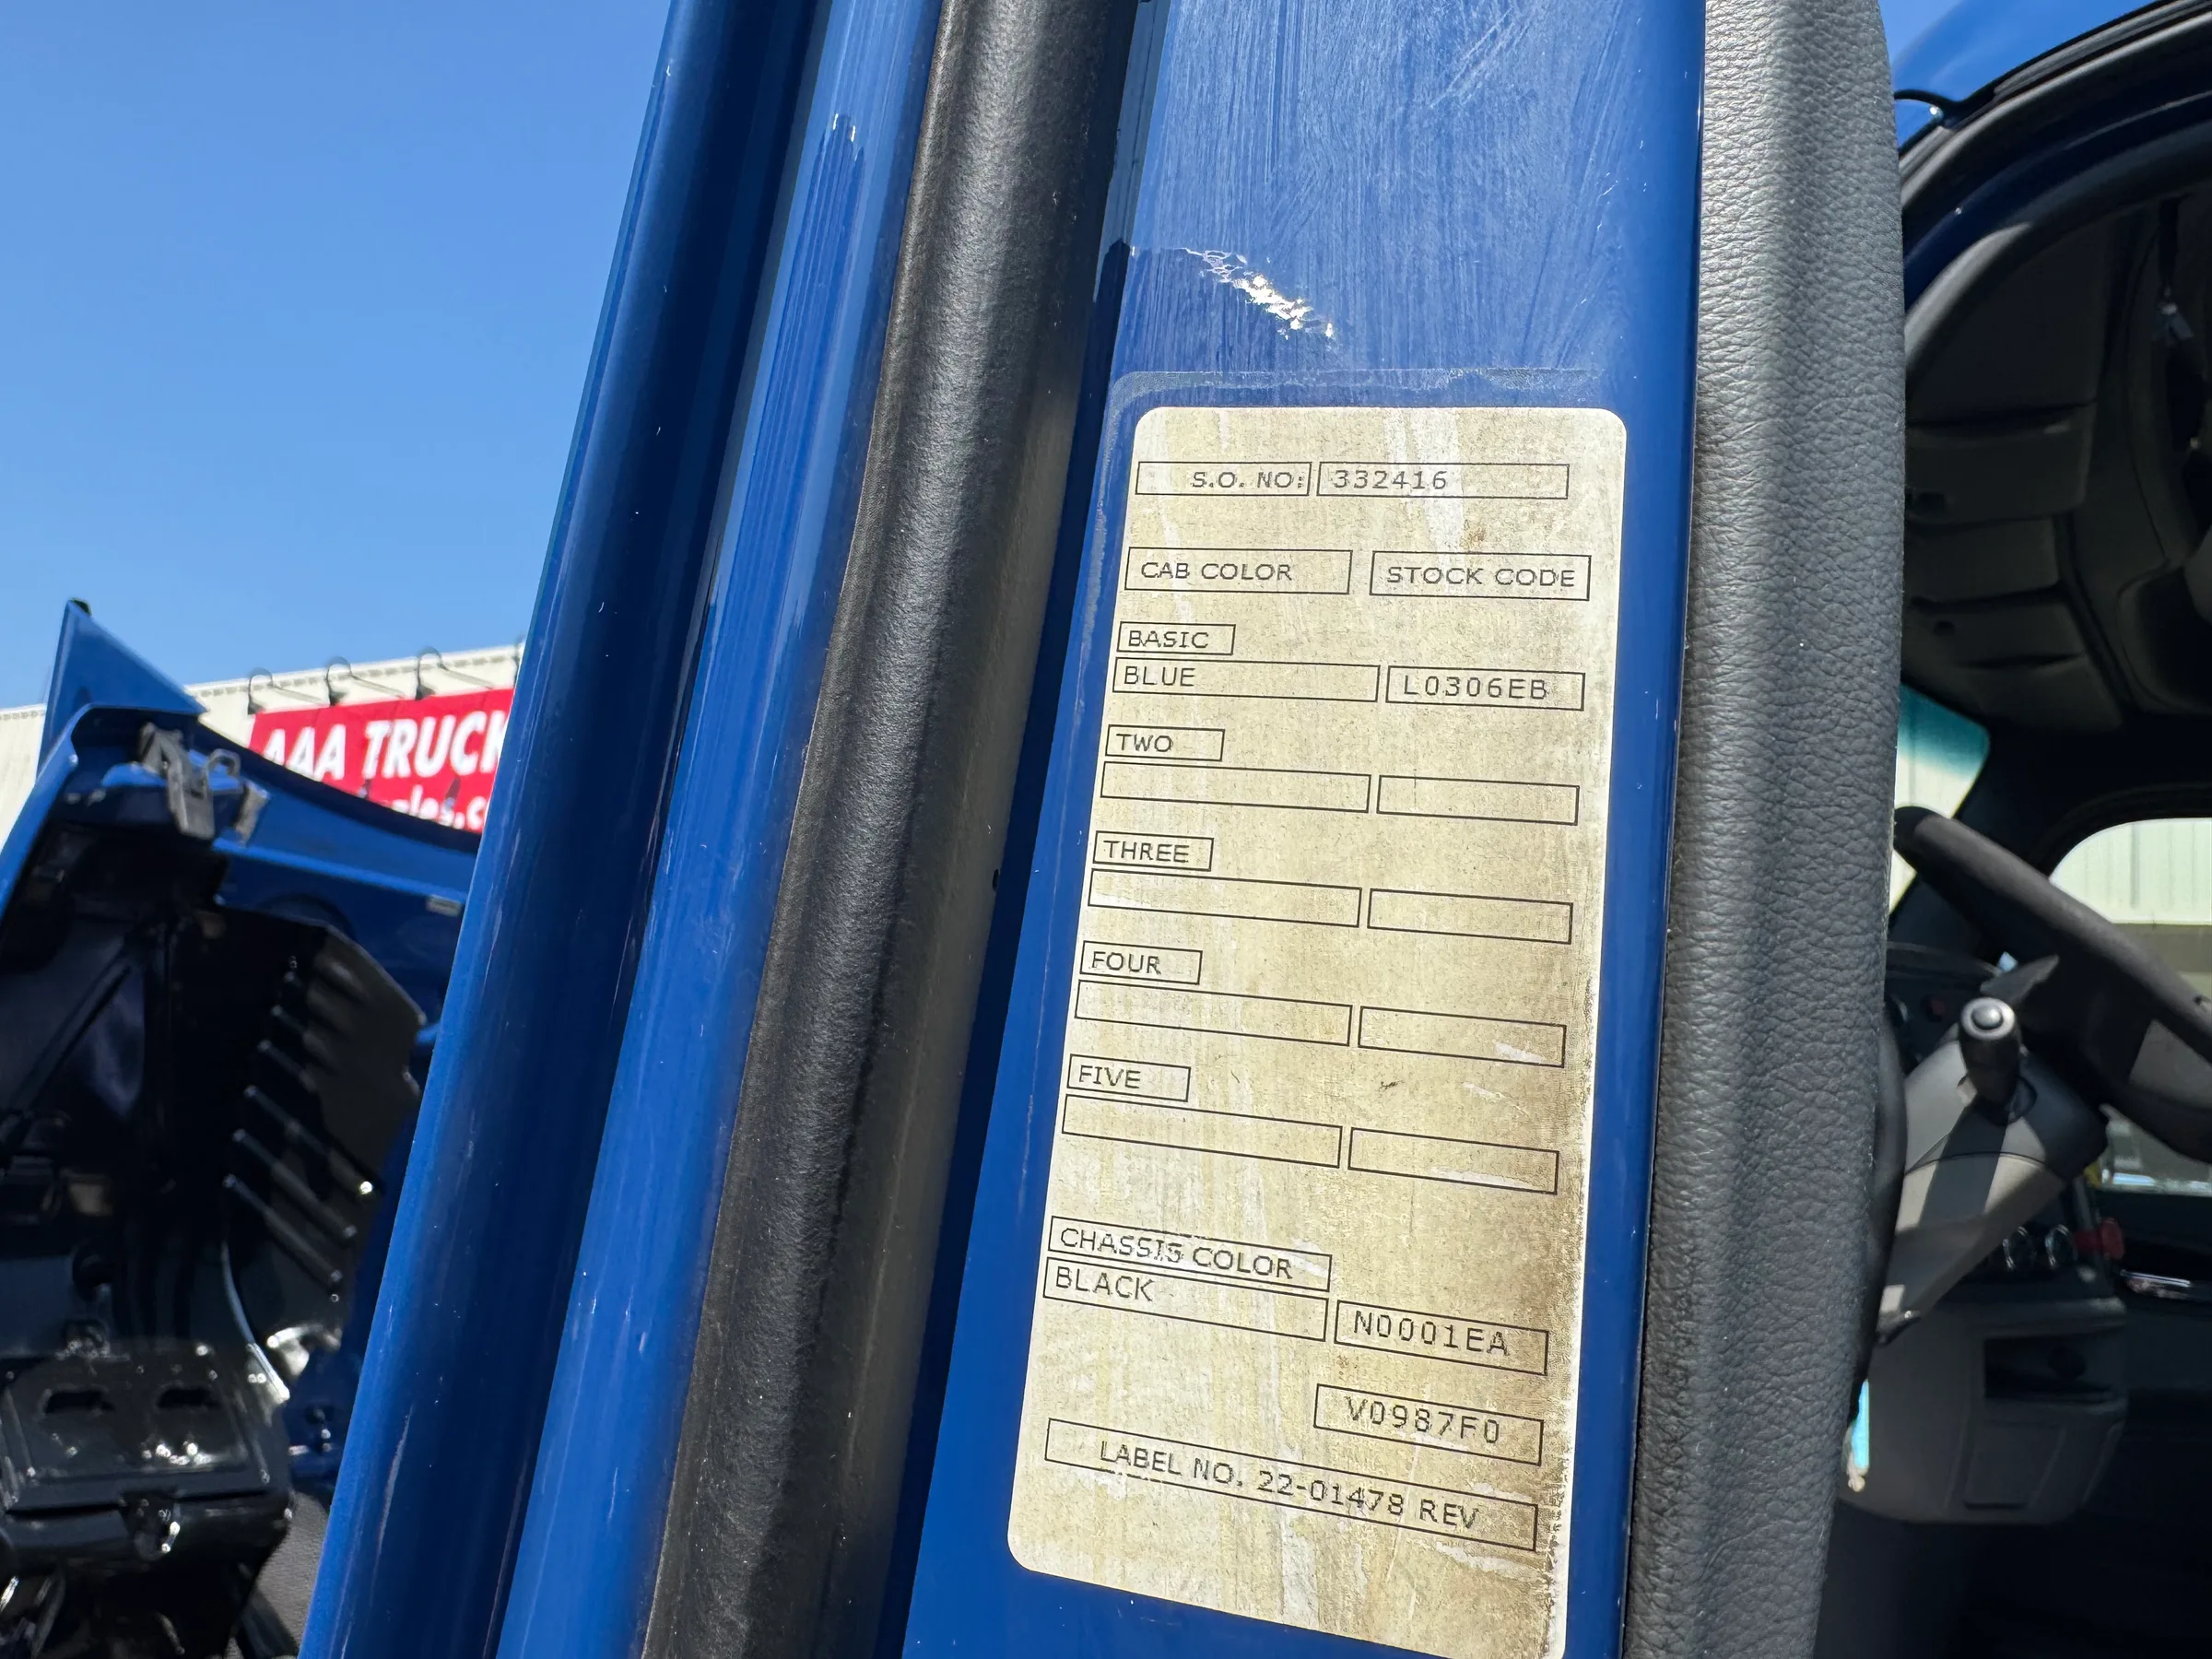 AAA TRUCK
S.O. NO: 332416
CAB COLOR STOCK CODE
BASIC
BLUE L0306EB
TWO
THREE
FOUR
FIVE
CHASSIS COLOR
BLACK N0001EA
V0987F0
LABEL NO. 22-01478 REV